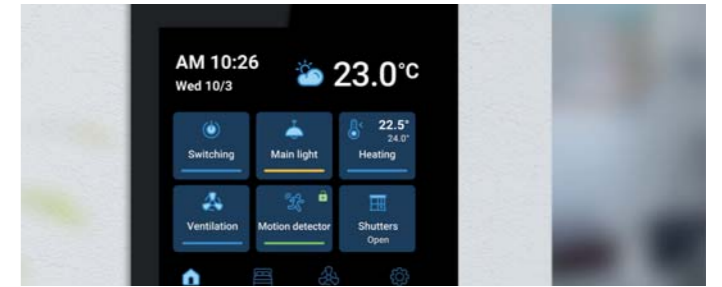 AM 10:26
Wed 10/3
23.0°C
Switching
Main light
22.5°
24.0°
Heating
Ventilation
Motion detector
Shutters
Open